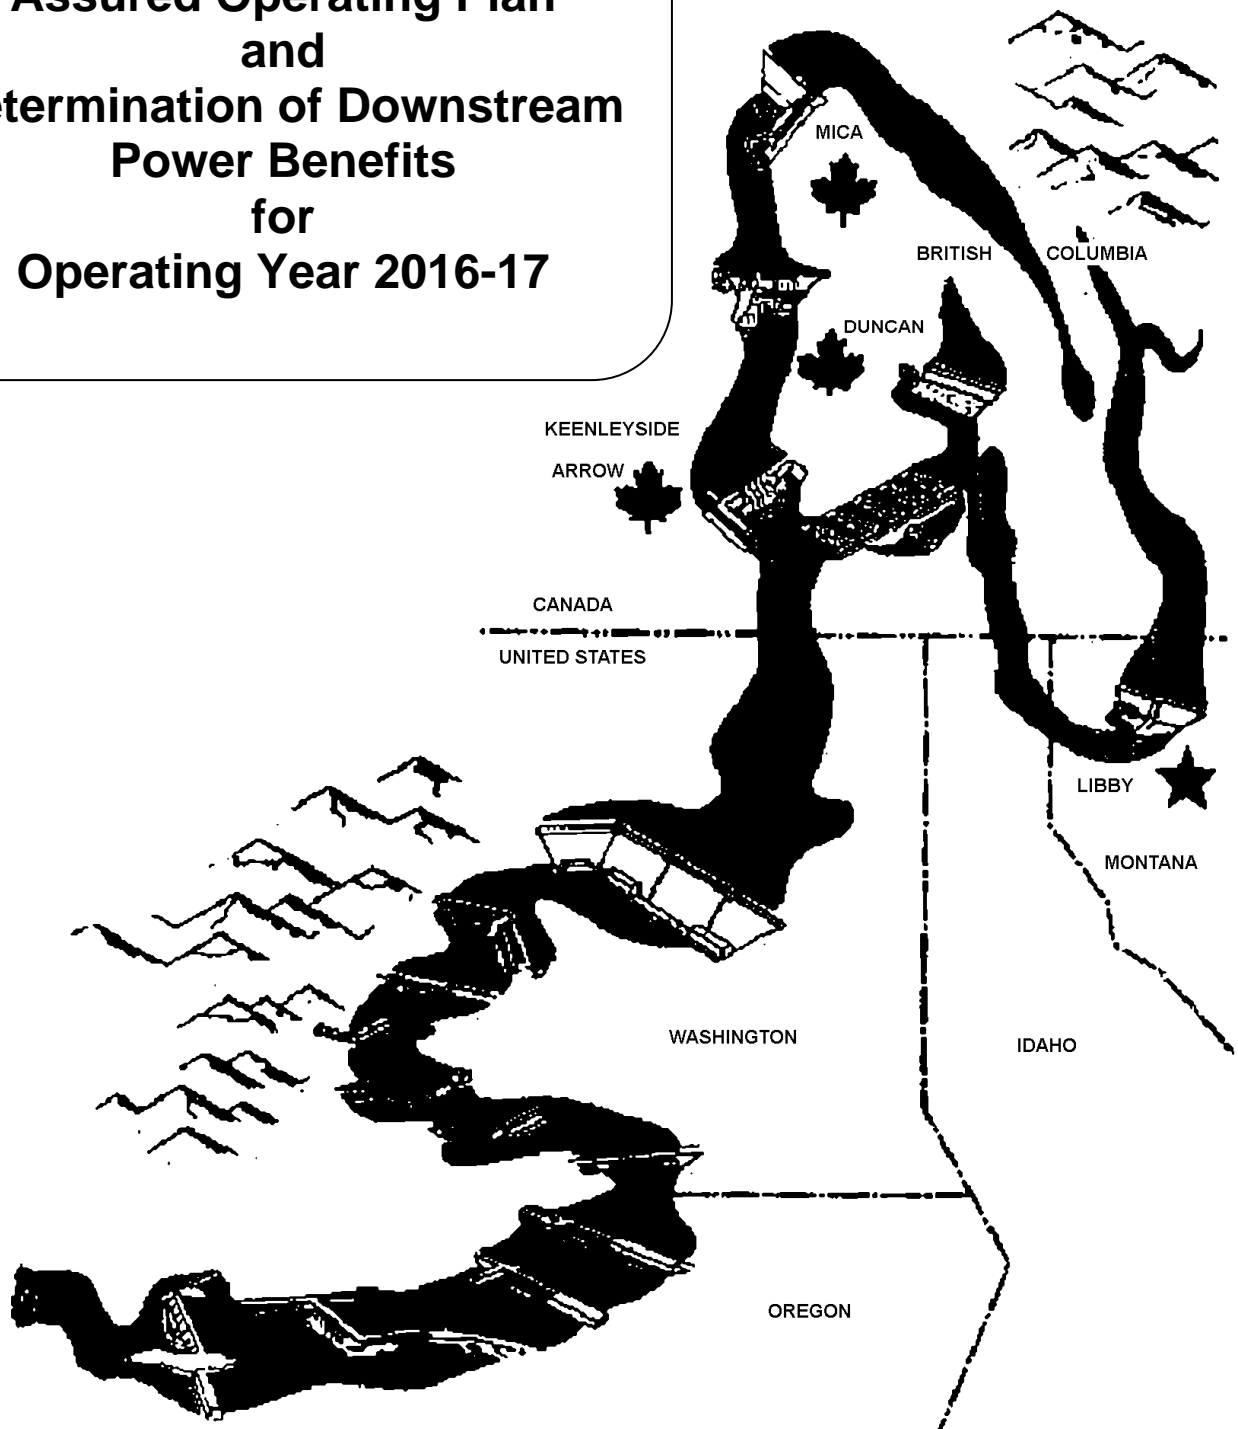 Assured Operating Plan
and
etermination of Downstream
Power Benefits
for
Operating Year 2016-17
MICA
BRITISH COLUMBIA
DUNCAN
KEENLEYSIDE
ARROW
CANADA
UNITED STATES
LIBBY
MONTANA
WASHINGTON
IDAHO
OREGON